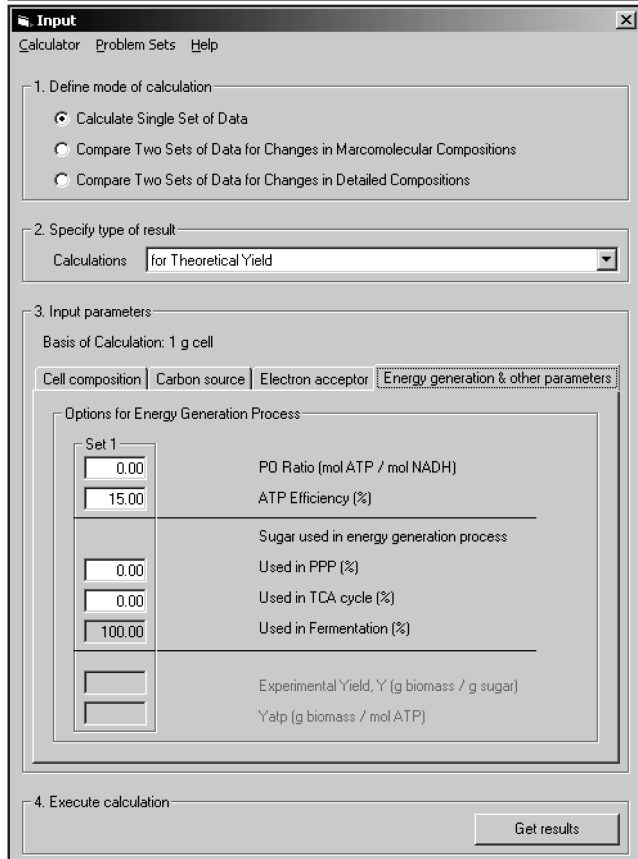 Input
Calculator Problem Sets Help
1. Define mode of calculation
Calculate Single Set of Data
Compare Two Sets of Data for Changes in Marcomolecular Compositions
Compare Two Sets of Data for Changes in Detailed Compositions
2. Specify type of result
Calculations for Theoretical Yield
3. Input parameters
Basis of Calculation: 1 g cell
Cell composition Carbon source Electron acceptor Energy generation & other parameters
Options for Energy Generation Process
Set 1
0.00 PO Ratio (mol ATP / mol NADH)
15.00 ATP Efficiency (%)
Sugar used in energy generation process
0.00 Used in PPP (%)
0.00 Used in TCA cycle (%)
100.00 Used in Fermentation (%)
Experimental Yield, Y (g biomass / g sugar)
Yatp (g biomass / mol ATP)
4. Execute calculation
Get results